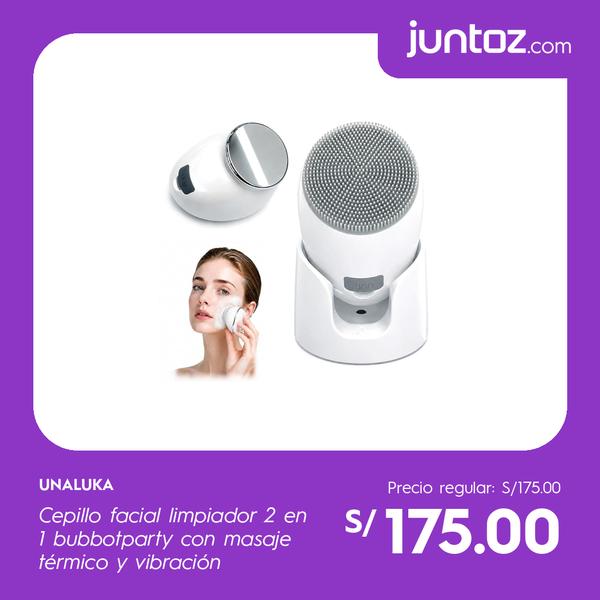 juntoz.com
UNALUKA
Cepillo facial limpiador 2 en
1 bubbotparty con masaje
térmico y vibración
Precio regular: S/175.00
S/175.00